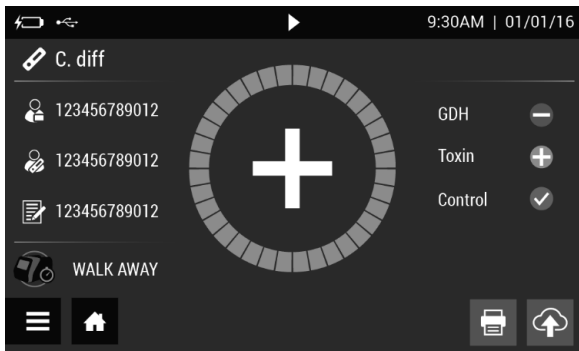 9:30AM | 01/01/16
C. diff
123456789012
123456789012
123456789012
WALK AWAY
GDH
Toxin
Control